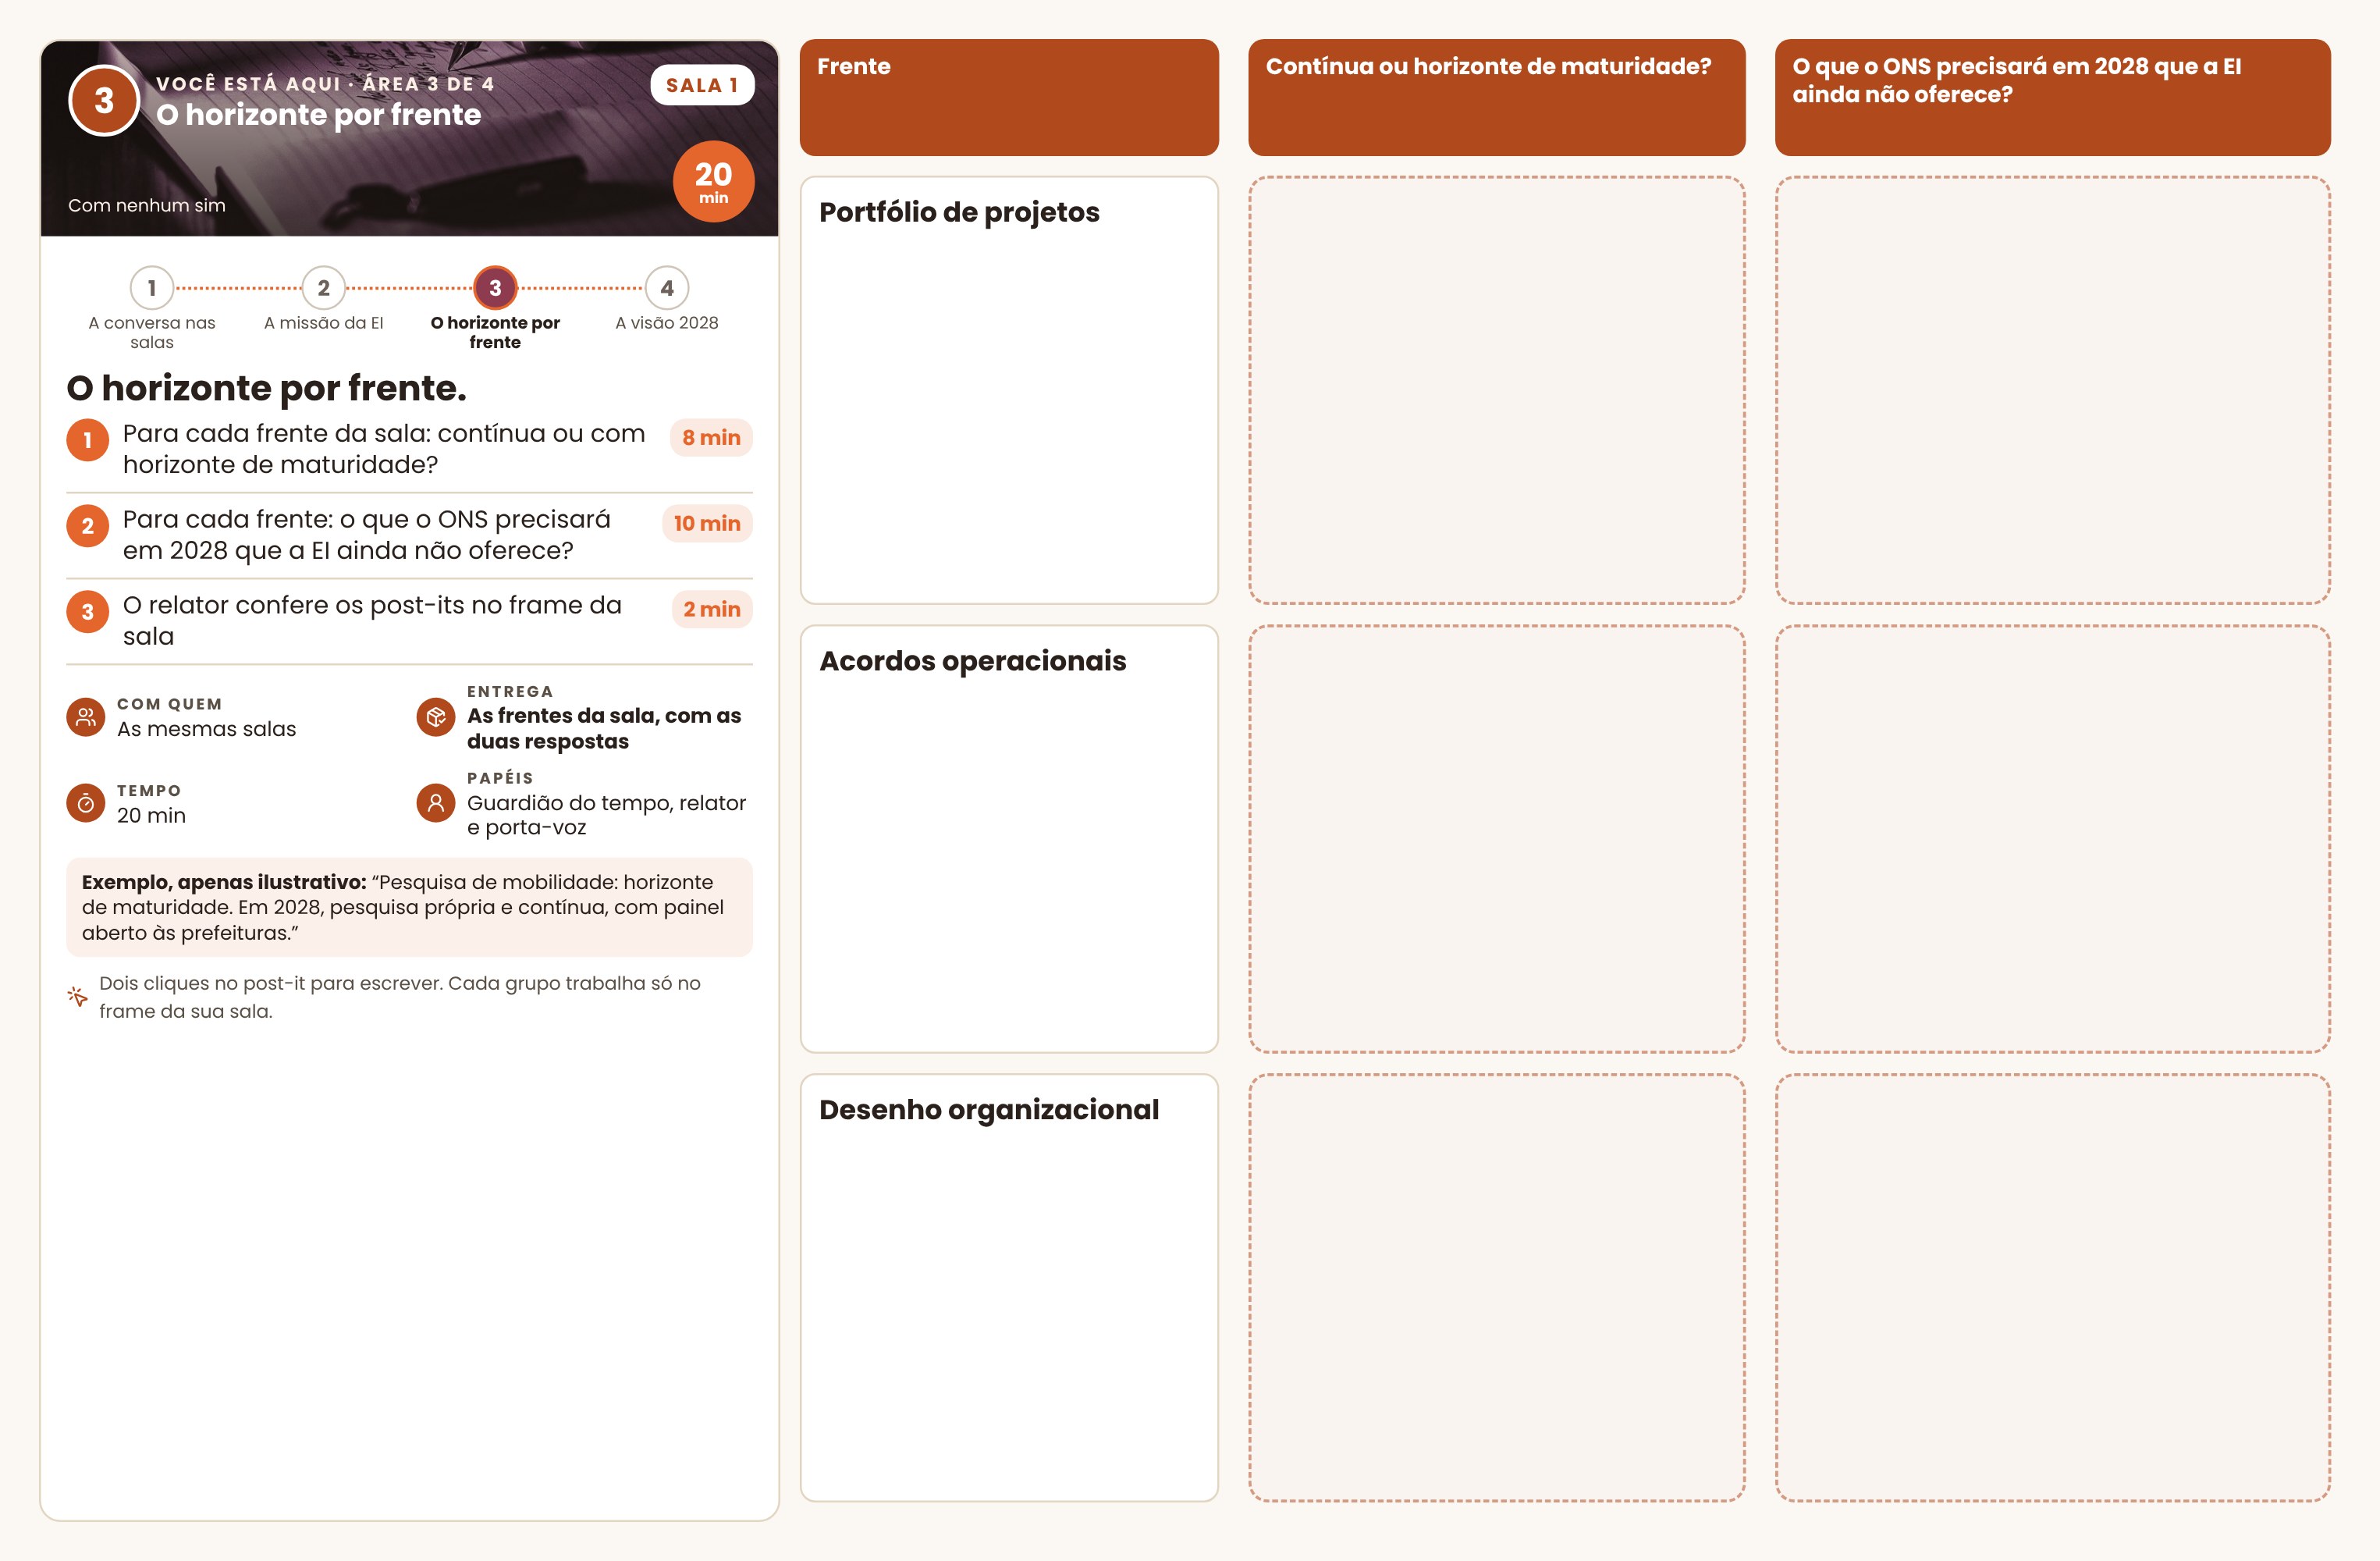 3
VOCÊ ESTÁ AQUI · ÁREA 3 DE 4
O horizonte por frente
SALA 1
20
min
Com nenhum sim
1
2
3
4
A conversa nas
salas
A missão da EI
O horizonte por
frente
A visão 2028
O horizonte por frente.
1
Para cada frente da sala: contínua ou com
horizonte de maturidade?
8 min
2
Para cada frente: o que o ONS precisará
em 2028 que a EI ainda não oferece?
10 min
3
O relator confere os post-its no frame da
sala
2 min
COM QUEM
As mesmas salas
ENTREGA
As frentes da sala, com as
duas respostas
TEMPO
20 min
PAPÉIS
Guardião do tempo, relator
e porta-voz
Exemplo, apenas ilustrativo: “Pesquisa de mobilidade: horizonte
de maturidade. Em 2028, pesquisa própria e contínua, com painel
aberto às prefeituras.”
Dois cliques no post-it para escrever. Cada grupo trabalha só no
frame da sua sala.
Frente
Contínua ou horizonte de maturidade?
O que o ONS precisará em 2028 que a EI
ainda não oferece?
Portfólio de projetos
Acordos operacionais
Desenho organizacional